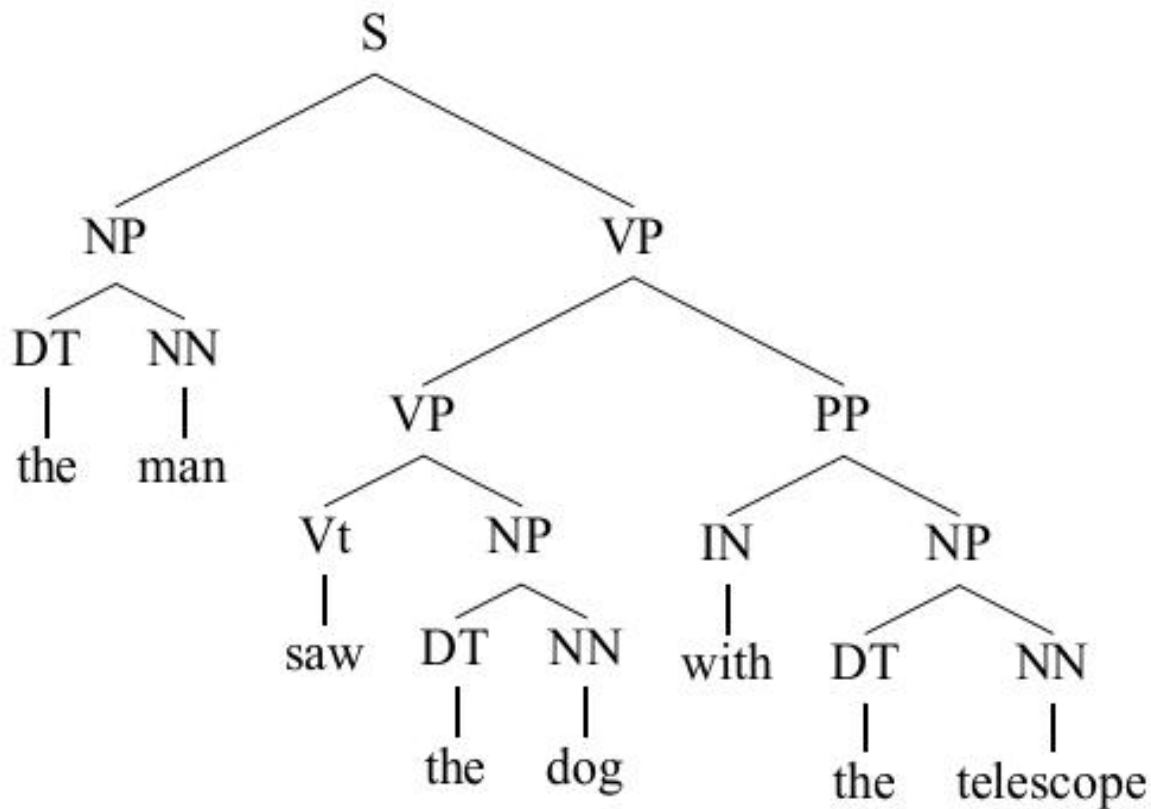 S
NP VP
DT NN VP PP
the man Vt NP IN NP
saw DT NN with DT NN
the dog the telescope